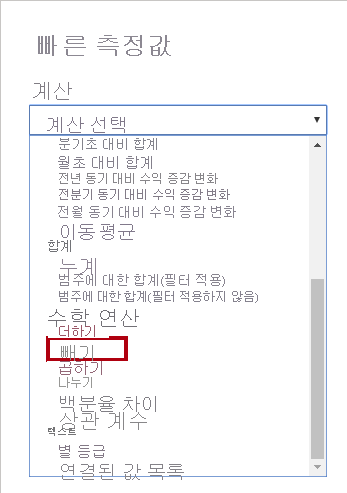 빠른 측정값
계산
계산 선택
분기초 대비 합계
월초 대비 합계
전년 동기 대비 수익 증감 변화
전분기 동기 대비 수익 증감 변화
전월 동기 대비 수익 증감 변화
이동 평균
합계
누계
범주에 대한 합계(필터 적용)
범주에 대한 합계(필터 적용하지 않음)
수학 연산
더하기
빼기
곱하기
나누기
백분율 차이
상관 계수
텍스트
별 등급
연결된 값 목록